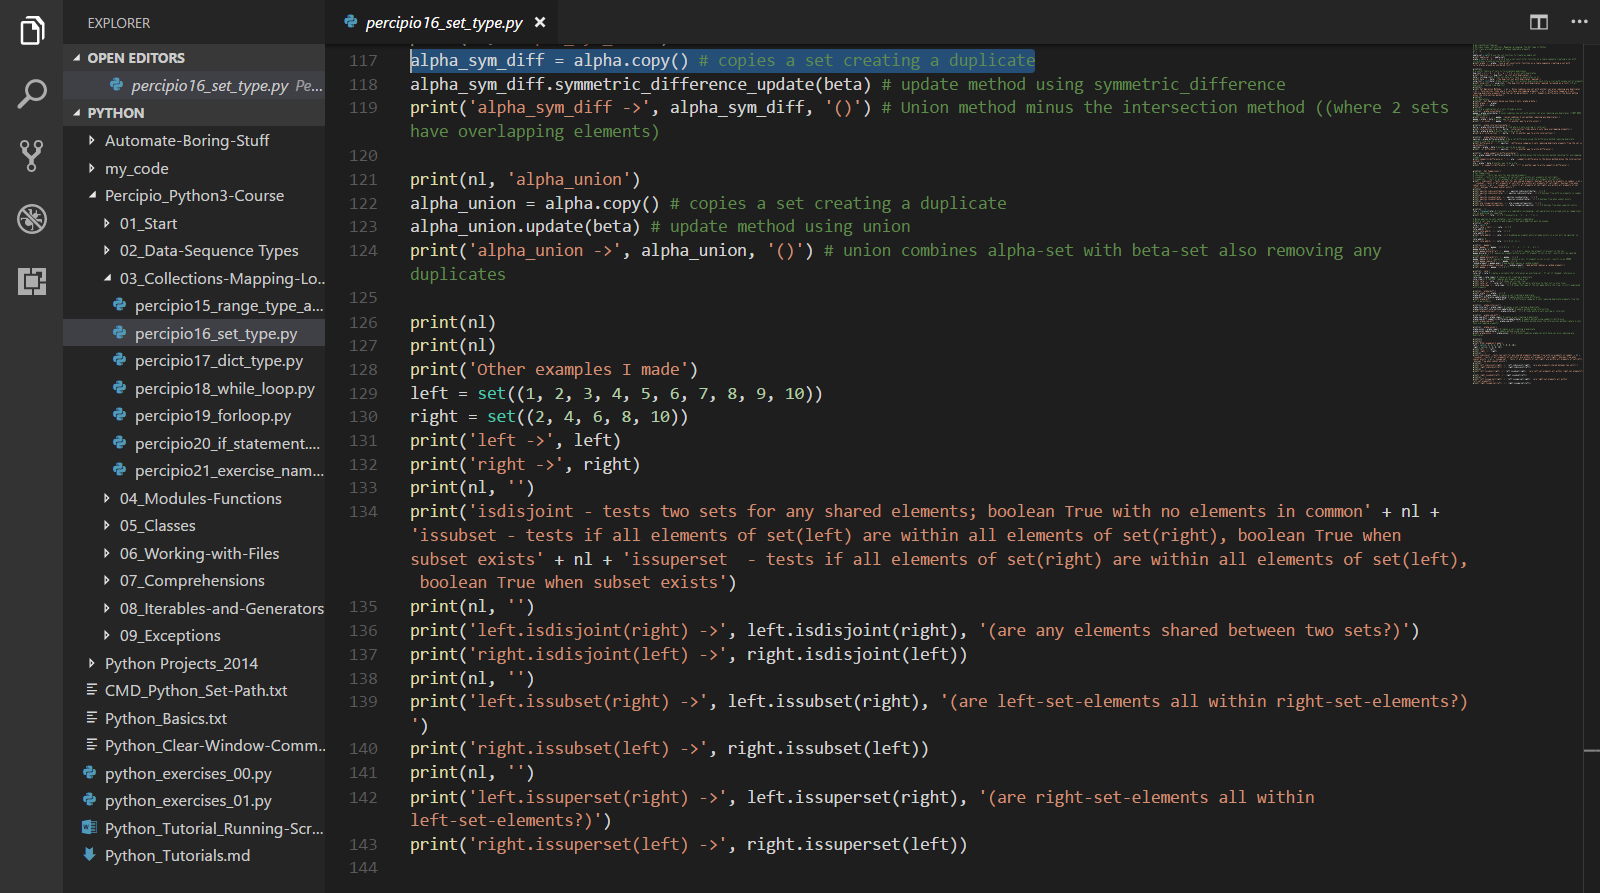 EXPLORER
OPEN EDITORS
percipio16_set_type.py Pe...
PYTHON
Automate-Boring-Stuff
my_code
Percipio_Python3-Course
01_Start
02_Data-Sequence Types
03_Collections-Mapping-Lo...
percipio15_range_type_a...
percipio16_set_type.py
percipio17_dict_type.py
percipio18_while_loop.py
percipio19_forloop.py
percipio20_if_statement....
percipio21_exercise_nam...
04_Modules-Functions
05_Classes
06_Working-with-Files
07_Comprehensions
08_Iterables-and-Generators
09_Exceptions
Python Projects_2014
CMD_Python_Set-Path.txt
Python_Basics.txt
Python_Clear-Window-Comm...
python_exercises_00.py
python_exercises_01.py
Python_Tutorial_Running-Scr...
Python_Tutorials.md
percipio16_set_type.py
117 alpha_sym_diff = alpha.copy() # copies a set creating a duplicate
118 alpha_sym_diff.symmetric_difference_update(beta) # update method using symmetric_difference
119 print('alpha_sym_diff ->', alpha_sym_diff, '()') # Union method minus the intersection method ((where 2 sets
have overlapping elements)
120
121 print(nl, 'alpha_union')
122 alpha_union = alpha.copy() # copies a set creating a duplicate
123 alpha_union.update(beta) # update method using union
124 print('alpha_union ->', alpha_union, '()') # union combines alpha-set with beta-set also removing any
duplicates
125
126 print(nl)
127 print(nl)
128 print('Other examples I made')
129 left = set((1, 2, 3, 4, 5, 6, 7, 8, 9, 10))
130 right = set((2, 4, 6, 8, 10))
131 print('left ->', left)
132 print('right ->', right)
133 print(nl, '')
134 print('isdisjoint - tests two sets for any shared elements; boolean True with no elements in common' + nl +
'issubset - tests if all elements of set(left) are within all elements of set(right), boolean True when
subset exists' + nl + 'issuperset  - tests if all elements of set(right) are within all elements of set(left),
boolean True when subset exists')
135 print(nl, '')
136 print('left.isdisjoint(right) ->', left.isdisjoint(right), '(are any elements shared between two sets?)')
137 print('right.isdisjoint(left) ->', right.isdisjoint(left))
138 print(nl, '')
139 print('left.issubset(right) ->', left.issubset(right), '(are left-set-elements all within right-set-elements?)
')
140 print('right.issubset(left) ->', right.issubset(left))
141 print(nl, '')
142 print('left.issuperset(right) ->', left.issuperset(right), '(are right-set-elements all within
left-set-elements?)')
143 print('right.issuperset(left) ->', right.issuperset(left))
144